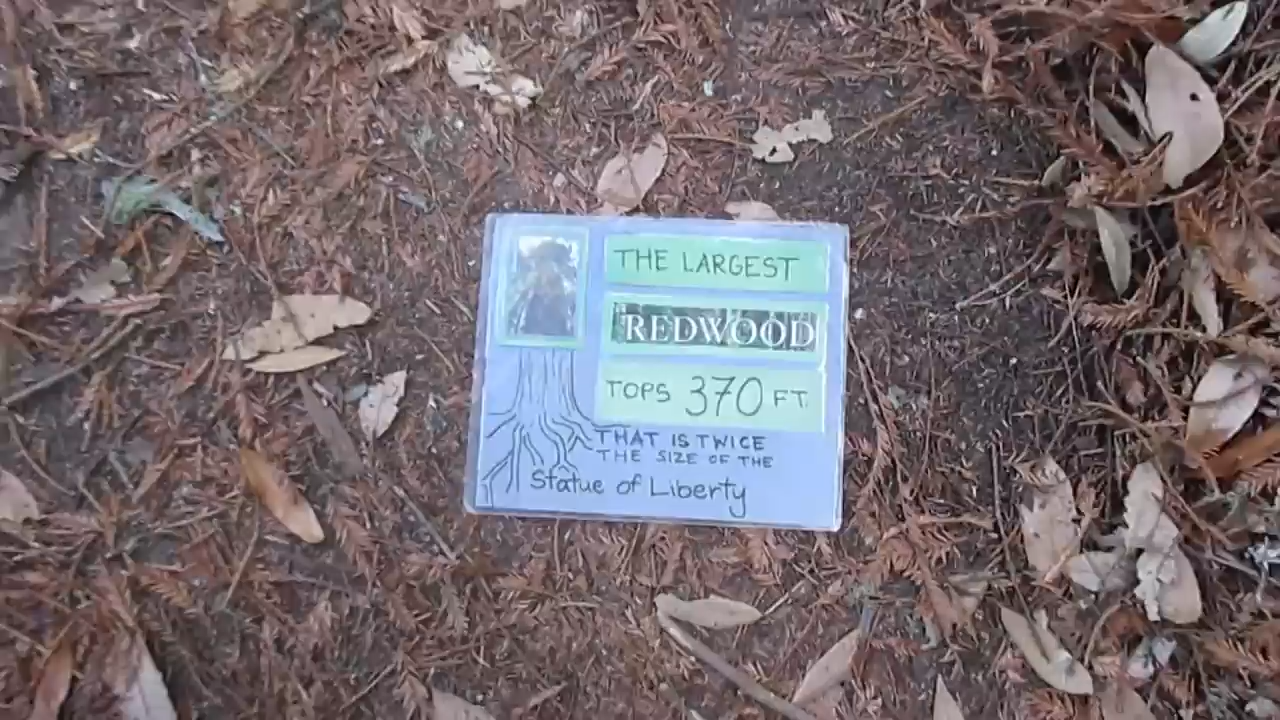 THE LARGEST
REDWOOD
TOPS 370 FT.
THAT IS TWICE
THE SIZE OF THE
Statue of Liberty